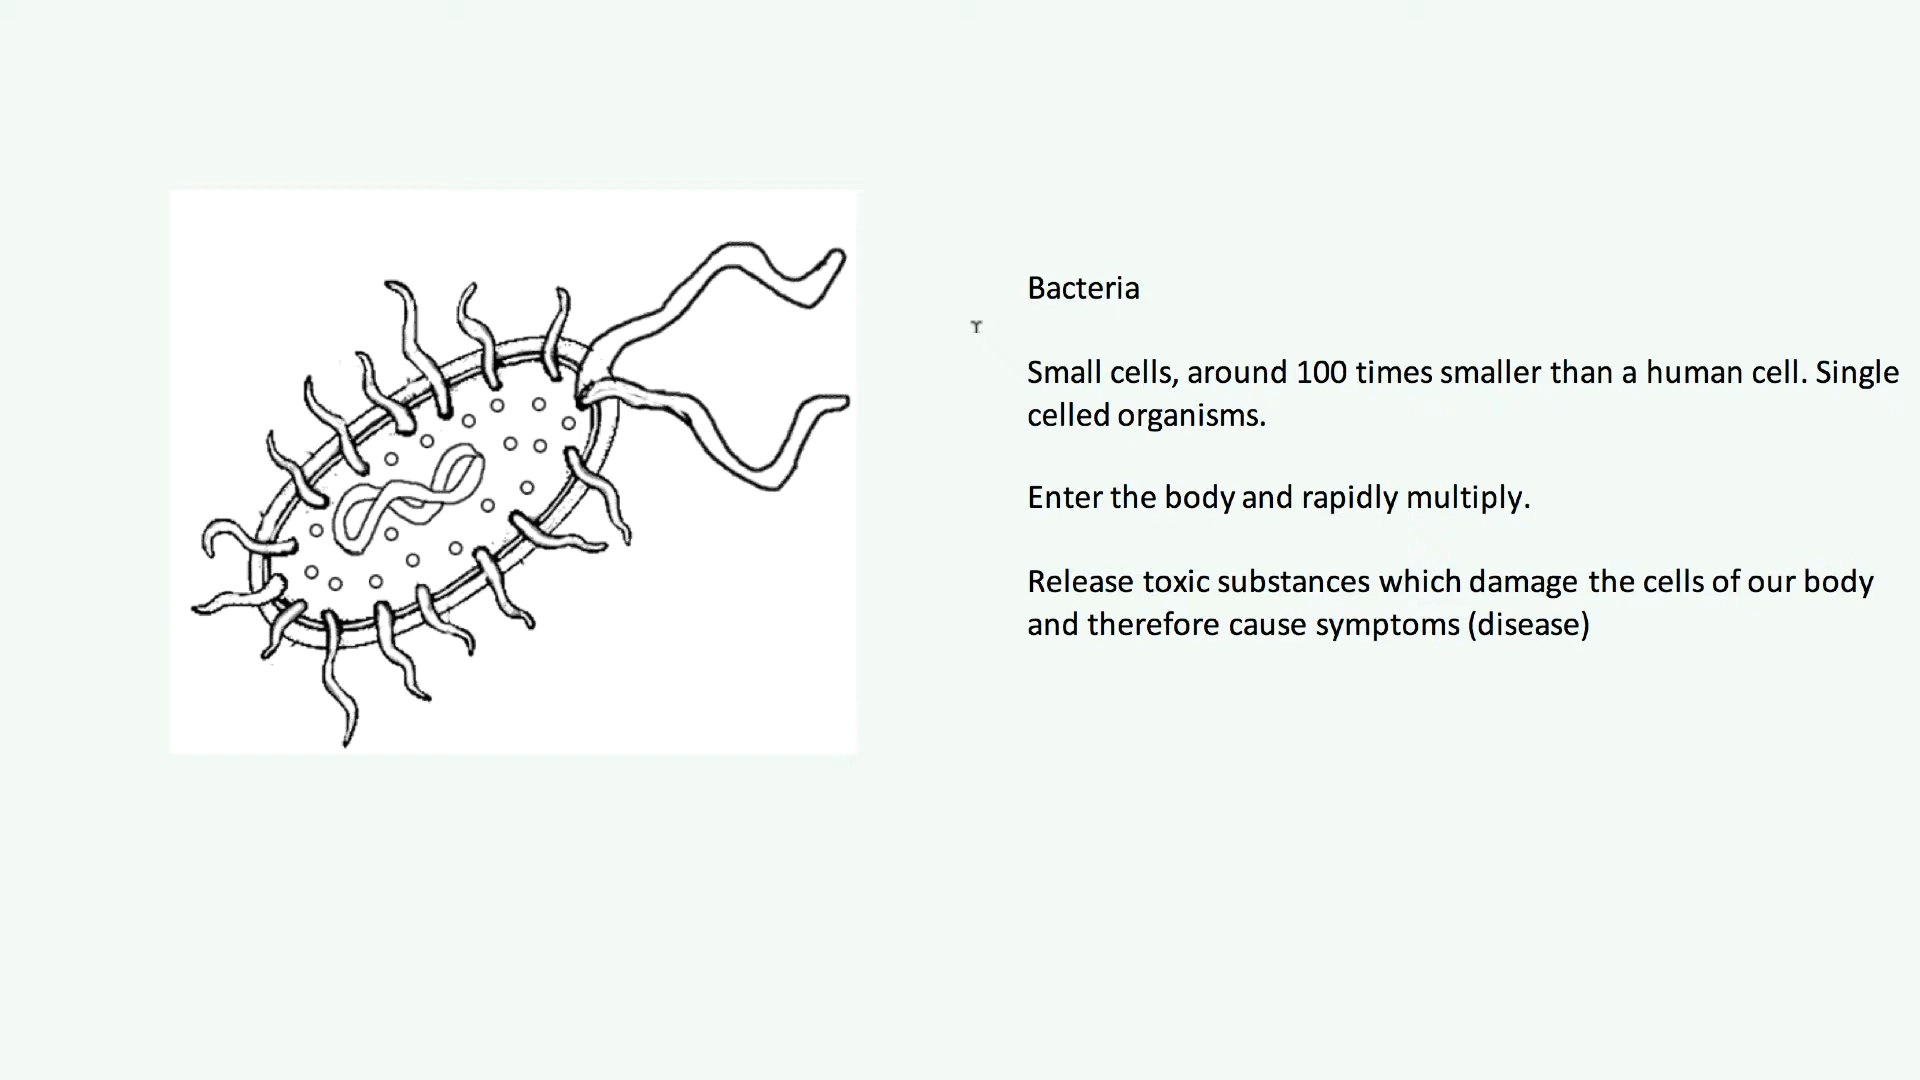 Bacteria
Small cells, around 100 times smaller than a human cell. Single
celled organisms.
Enter the body and rapidly multiply.
Release toxic substances which damage the cells of our body
and therefore cause symptoms (disease)